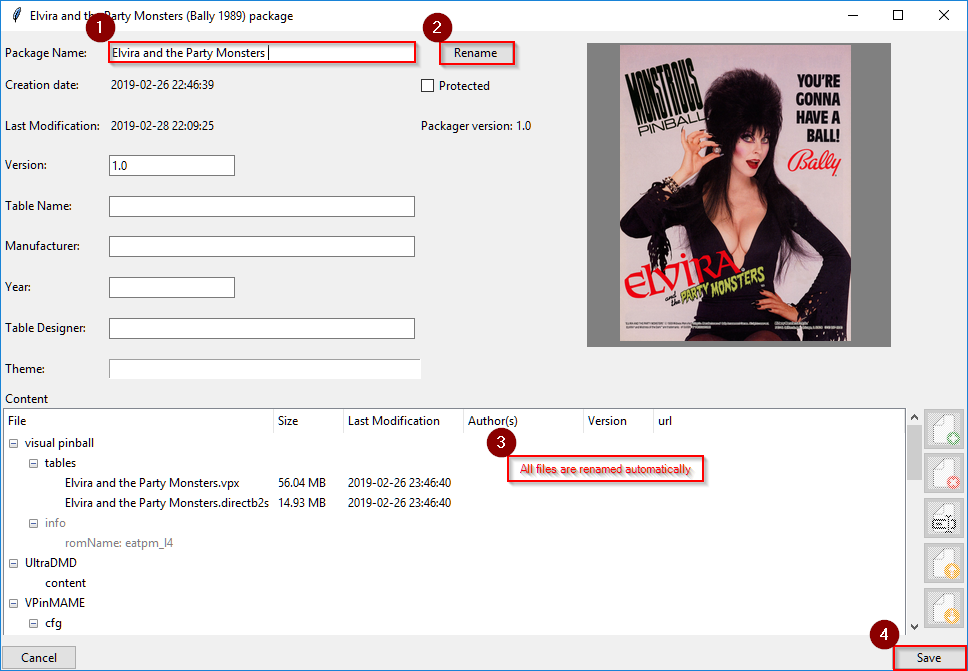 Elvira and the Party Monsters (Bally 1989) package
1
2
Package Name: Elvira and the Party Monsters Rename
Creation date: 2019-02-26 22:46:39 Protected
Last Modification: 2019-02-28 22:09:25 Packager version: 1.0
Version: 1.0
Table Name:
Manufacturer:
Year:
Table Designer:
Theme:
MONSTROUS
PINBALL
YOU'RE
GONNA
HAVE A
BALL!
Bally
ELVIRA
and the PARTY MONSTERS
Content
File Size Last Modification Author(s) Version url
visual pinball
3
tables
All files are renamed automatically
Elvira and the Party Monsters.vpx 56.04 MB 2019-02-26 23:46:40
Elvira and the Party Monsters.directb2s 14.93 MB 2019-02-26 23:46:40
info
romName: eatpm_l4
UltraDMD
content
VPinMAME
cfg
4
Cancel Save